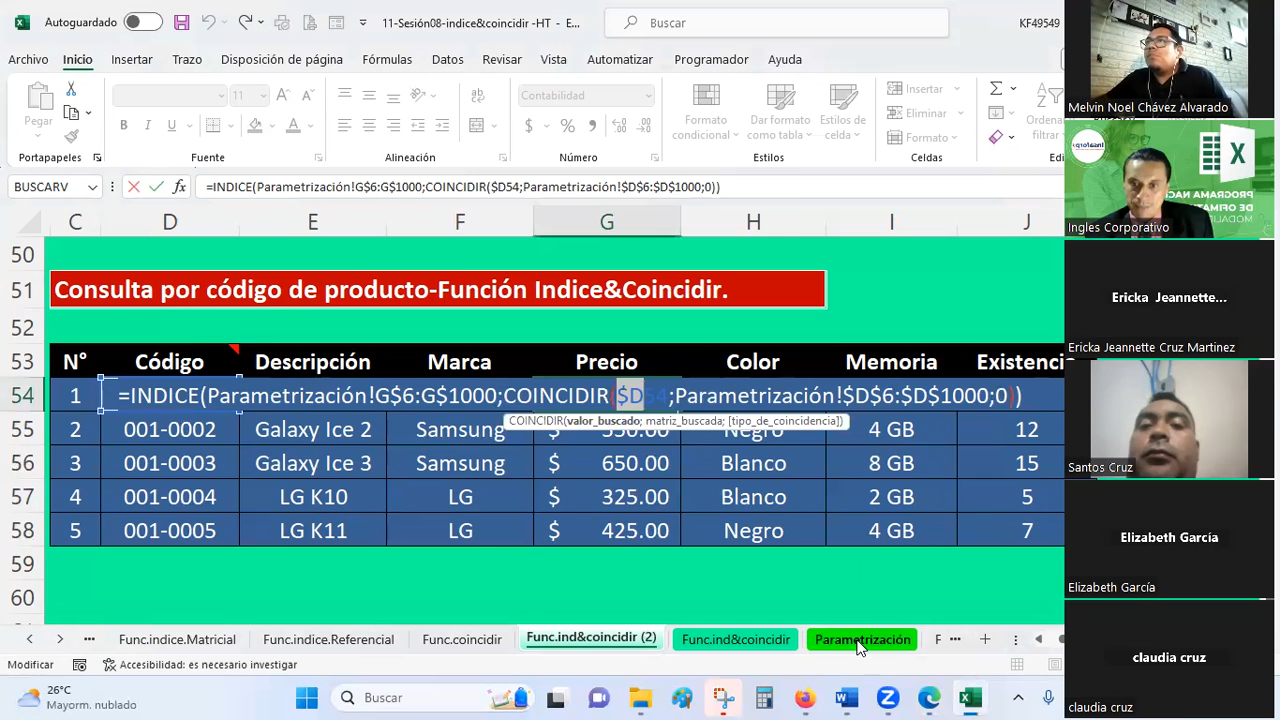 Autoguardado
11-Sesión08-indice&coincidir -HT - E...
Buscar
KF49549
Archivo Inicio Insertar Trazo Disposición de página Fórmulas Datos Revisar Vista Automatizar Programador Ayuda
Pegar
Portapapeles
11
N K S
Fuente
Alineación
Contabilidad
$ % 000
Número
Formato condicional
Dar formato como tabla
Estilos de celda
Estilos
Insertar
Eliminar
Formato
Celdas
Ordenar
filtrar
Ed
BUSCARV
=INDICE(Parametrización!G$6:G$1000;COINCIDIR($D54;Parametrización!$D$6:$D$1000;0))
C D E F G H I J
50
51 Consulta por código de producto-Función Indice&Coincidir.
52
53 N° Código Descripción Marca Precio Color Memoria Existenci
54 1 =INDICE(Parametrización!G$6:G$1000;COINCIDIR($D54;Parametrización!$D$6:$D$1000;0))
COINCIDIR(valor_buscado; matriz_buscada; [tipo_de_coincidencia])
55 2 001-0002 Galaxy Ice 2 Samsung $ 550.00 Negro 4 GB 12
56 3 001-0003 Galaxy Ice 3 Samsung $ 650.00 Blanco 8 GB 15
57 4 001-0004 LG K10 LG $ 325.00 Blanco 2 GB 5
58 5 001-0005 LG K11 LG $ 425.00 Negro 4 GB 7
59
60
Func.indice.Matricial Func.indice.Referencial Func.coincidir Func.ind&coincidir (2) Func.ind&coincidir Parametrización F
Modificar
Accesibilidad: es necesario investigar
26°C
Mayorm. nublado
Buscar
Melvin Noel Chávez Alvarado
Ingles Corporativo
Ericka Jeannette...
Ericka Jeannette Cruz Martinez
Santos Cruz
Elizabeth García
Elizabeth García
claudia cruz
claudia cruz